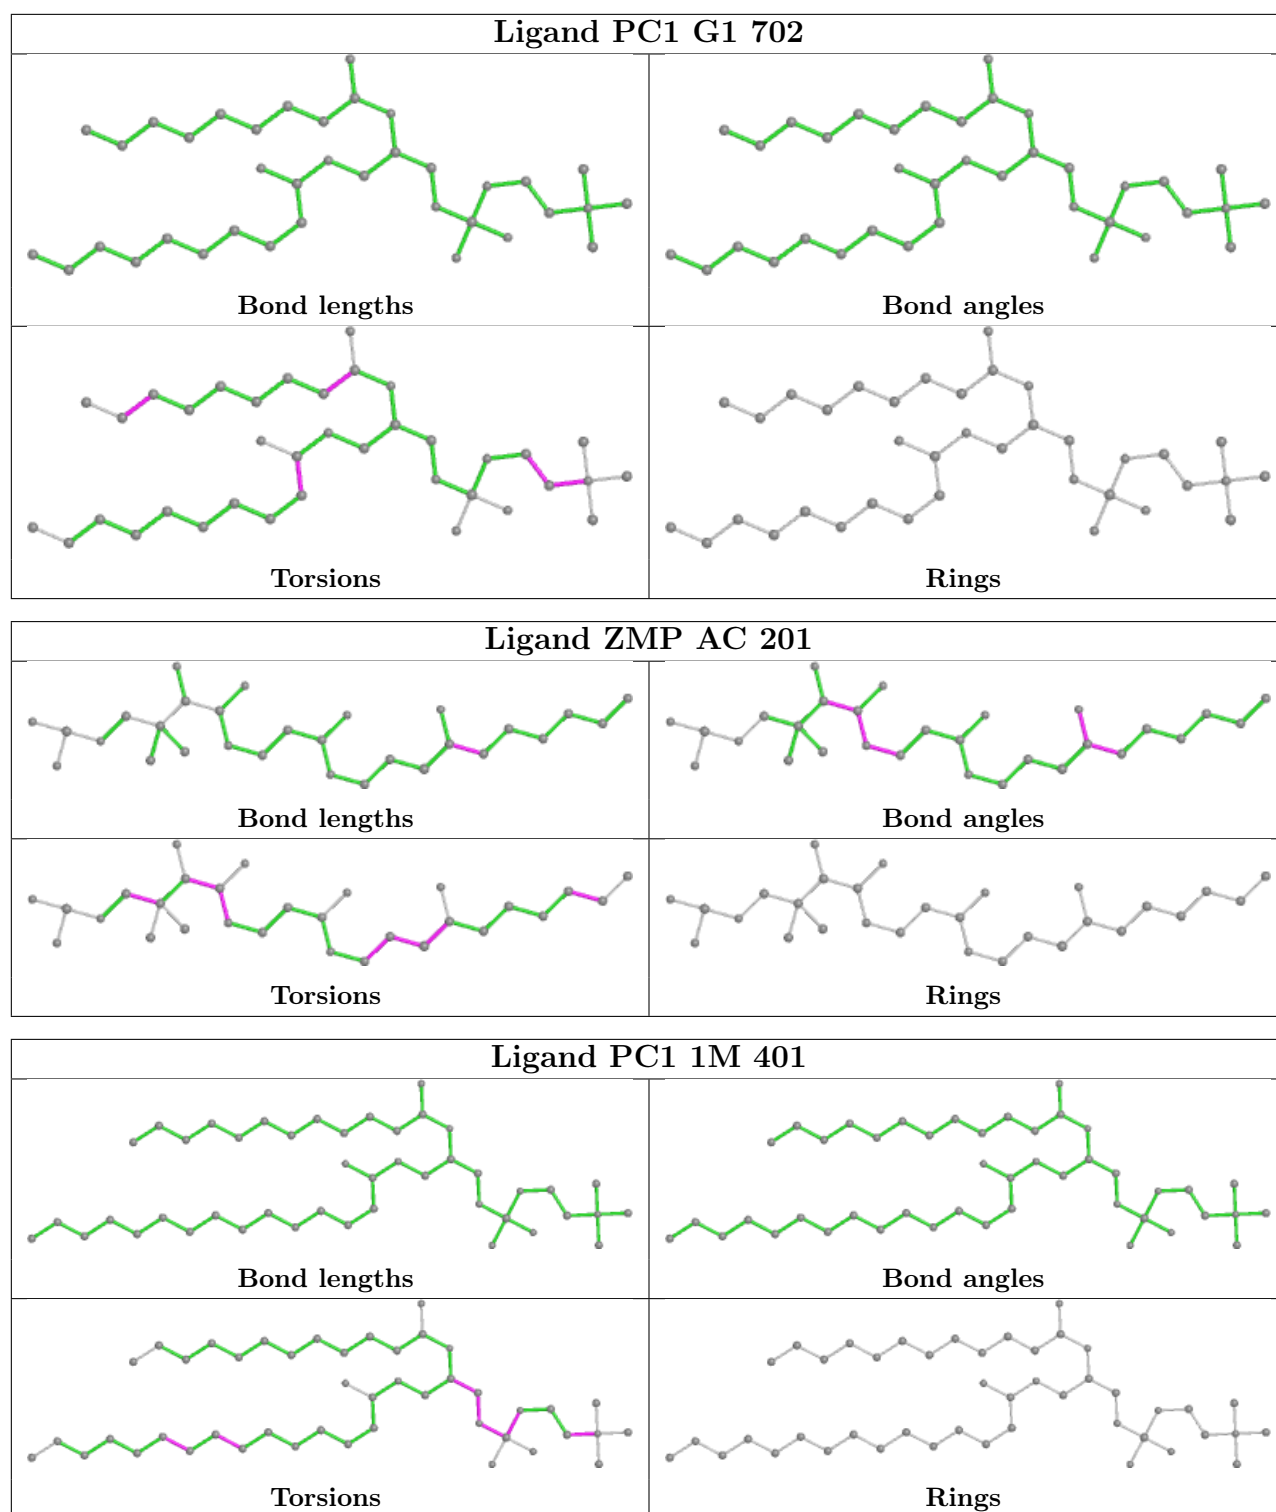 Ligand PC1 G1 702
Bond lengths
Bond angles
Torsions
Rings
Ligand ZMP AC 201
Bond lengths
Bond angles
Torsions
Rings
Ligand PC1 1M 401
Bond lengths
Bond angles
Torsions
Rings